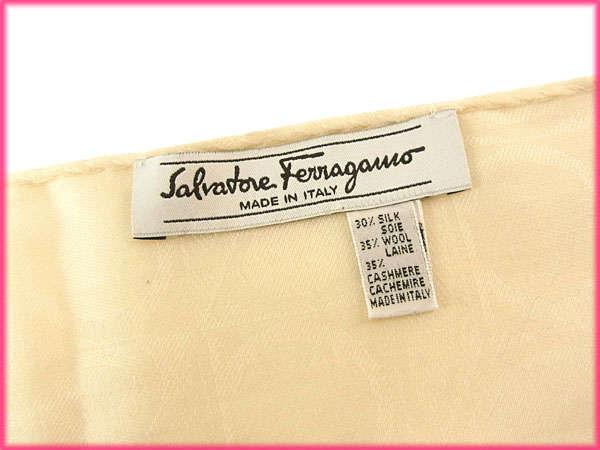 Salvatore Ferragamo
MADE IN ITALY
30% SILK
SOIE
35% WOOL
LAINE
35%
CASHMERE
CACHEMIRE
MADE IN ITALY